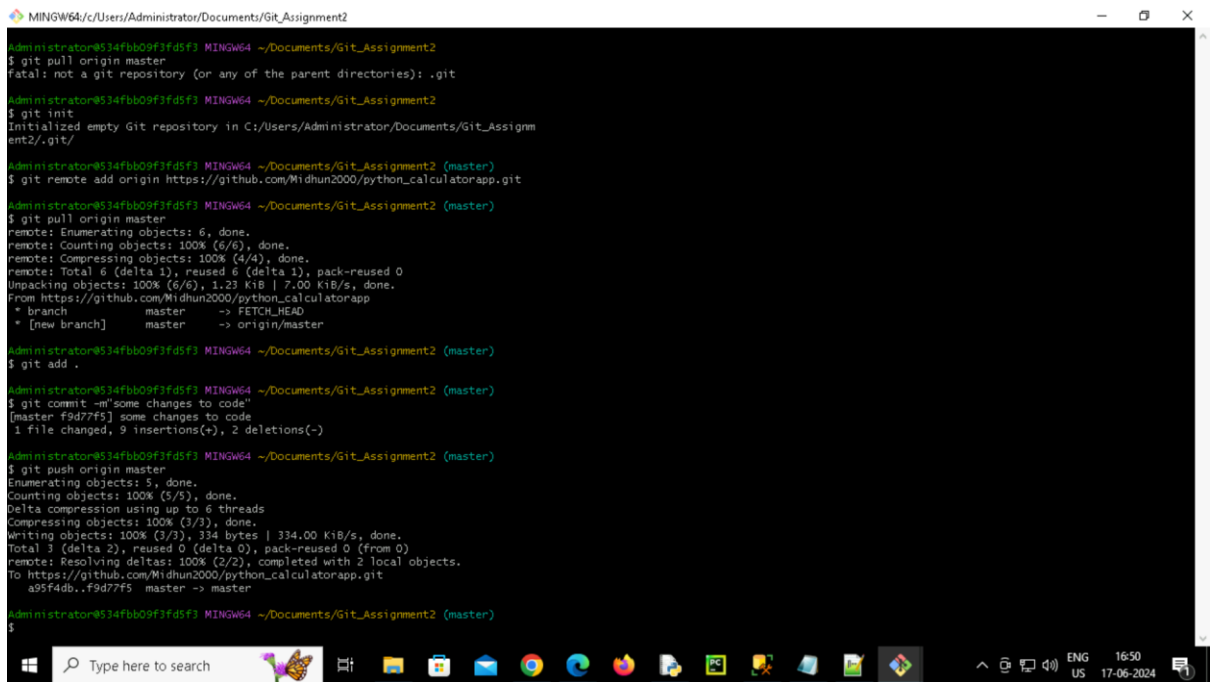 MINGW64:/c/Users/Administrator/Documents/Git_Assignment2
Administrator@534fbb09f3fd5f3 MINGW64 ~/Documents/Git_Assignment2
$ git pull origin master
fatal: not a git repository (or any of the parent directories): .git
Administrator@534fbb09f3fd5f3 MINGW64 ~/Documents/Git_Assignment2
$ git init
Initialized empty Git repository in C:/Users/Administrator/Documents/Git_Assignm
ent2/.git/
Administrator@534fbb09f3fd5f3 MINGW64 ~/Documents/Git_Assignment2 (master)
$ git remote add origin https://github.com/Midhun2000/python_calculatorapp.git
Administrator@534fbb09f3fd5f3 MINGW64 ~/Documents/Git_Assignment2 (master)
$ git pull origin master
remote: Enumerating objects: 6, done.
remote: Counting objects: 100% (6/6), done.
remote: Compressing objects: 100% (4/4), done.
remote: Total 6 (delta 1), reused 6 (delta 1), pack-reused 0
Unpacking objects: 100% (6/6), 1.23 KiB | 7.00 KiB/s, done.
From https://github.com/Midhun2000/python_calculatorapp
* branch master -> FETCH_HEAD
* [new branch] master -> origin/master
Administrator@534fbb09f3fd5f3 MINGW64 ~/Documents/Git_Assignment2 (master)
$ git add .
Administrator@534fbb09f3fd5f3 MINGW64 ~/Documents/Git_Assignment2 (master)
$ git commit -m"some changes to code"
[master f9d77f5] some changes to code
1 file changed, 9 insertions(+), 2 deletions(-)
Administrator@534fbb09f3fd5f3 MINGW64 ~/Documents/Git_Assignment2 (master)
$ git push origin master
Enumerating objects: 5, done.
Counting objects: 100% (5/5), done.
Delta compression using up to 6 threads
Compressing objects: 100% (3/3), done.
Writing objects: 100% (3/3), 334 bytes | 334.00 KiB/s, done.
Total 3 (delta 2), reused 0 (delta 0), pack-reused 0 (from 0)
remote: Resolving deltas: 100% (2/2), completed with 2 local objects.
To https://github.com/Midhun2000/python_calculatorapp.git
a95f4db..f9d77f5 master -> master
Administrator@534fbb09f3fd5f3 MINGW64 ~/Documents/Git_Assignment2 (master)
$
Type here to search
PC
ENG
US
16:50
17-06-2024
1